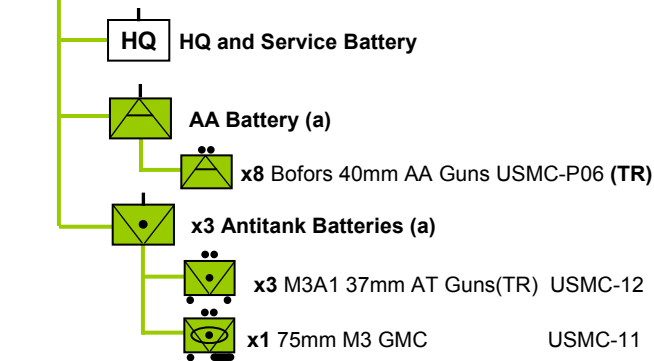 HQ HQ and Service Battery
AA Battery (a)
x8 Bofors 40mm AA Guns USMC-P06 (TR)
x3 Antitank Batteries (a)
x3 M3A1 37mm AT Guns(TR) USMC-12
x1 75mm M3 GMC USMC-11